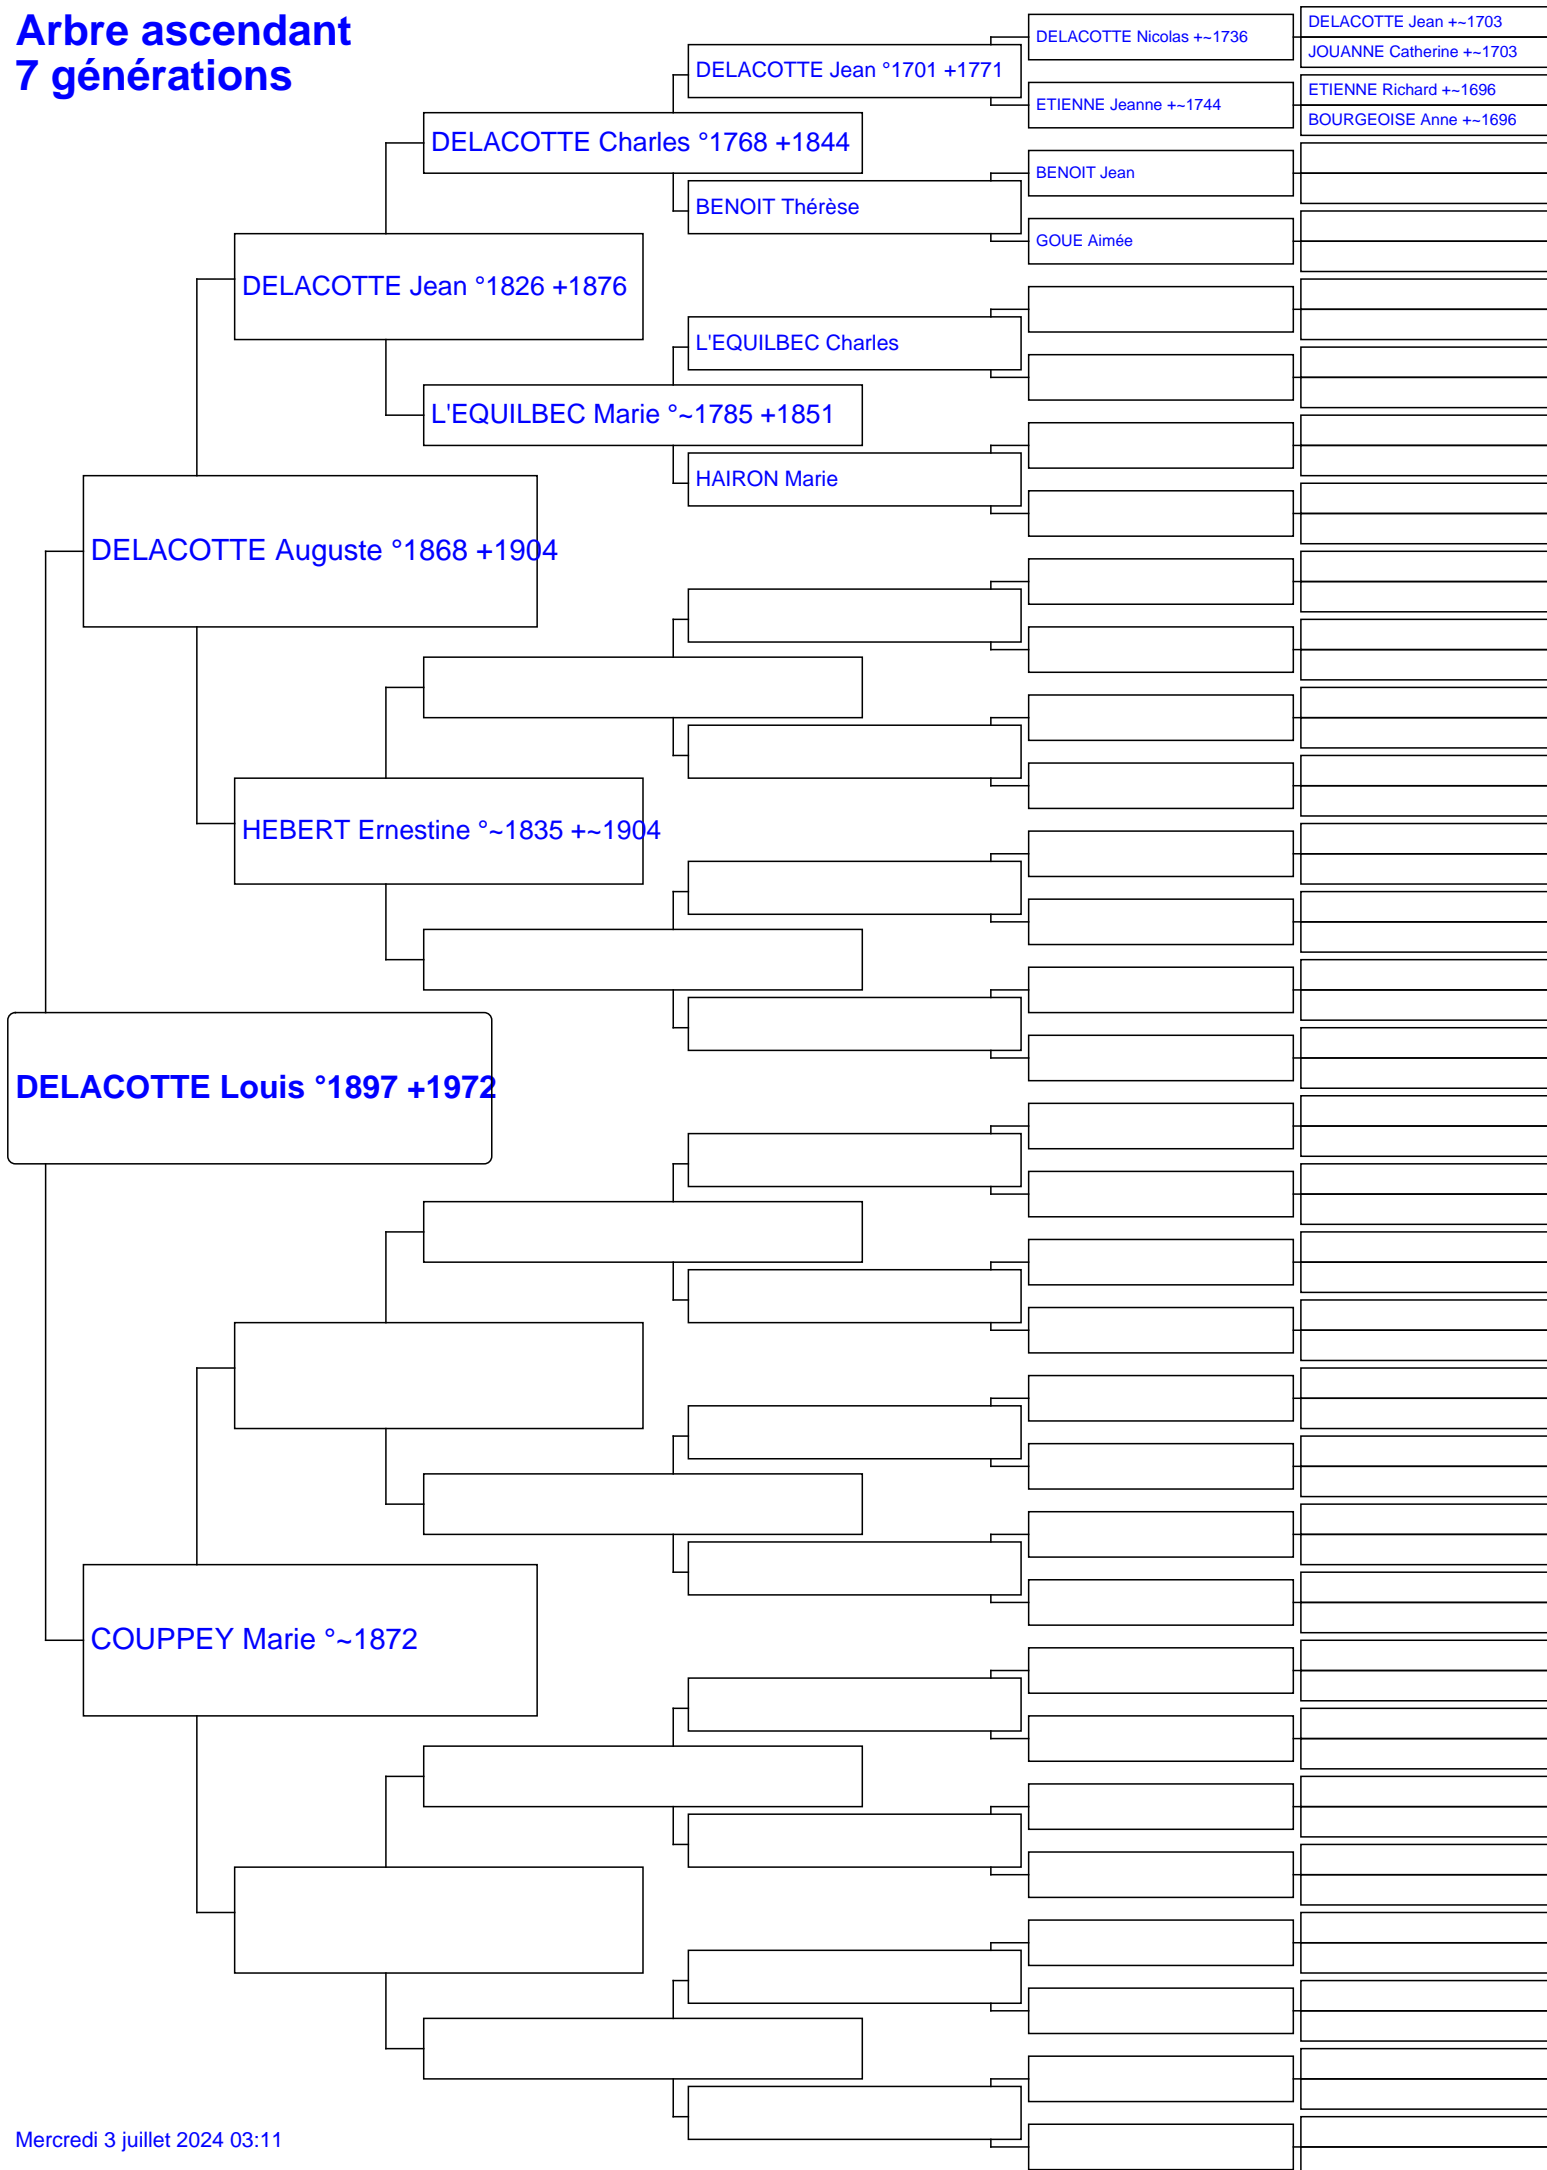 Arbre ascendant
7 générations
DELACOTTE Jean +~1703
DELACOTTE Nicolas +~1736
JOUANNE Catherine +~1703
DELACOTTE Jean °1701 +1771
ETIENNE Richard +~1696
ETIENNE Jeanne +~1744
BOURGEOISE Anne +~1696
DELACOTTE Charles °1768 +1844
BENOIT Jean
BENOIT Thérèse
GOUE Aimée
DELACOTTE Jean °1826 +1876
L'EQUILBEC Charles
L'EQUILBEC Marie °~1785 +1851
HAIRON Marie
DELACOTTE Auguste °1868 +1904
HEBERT Ernestine °~1835 +~1904
DELACOTTE Louis °1897 +1972
COUPPEY Marie °~1872
Mercredi 3 juillet 2024 03:11